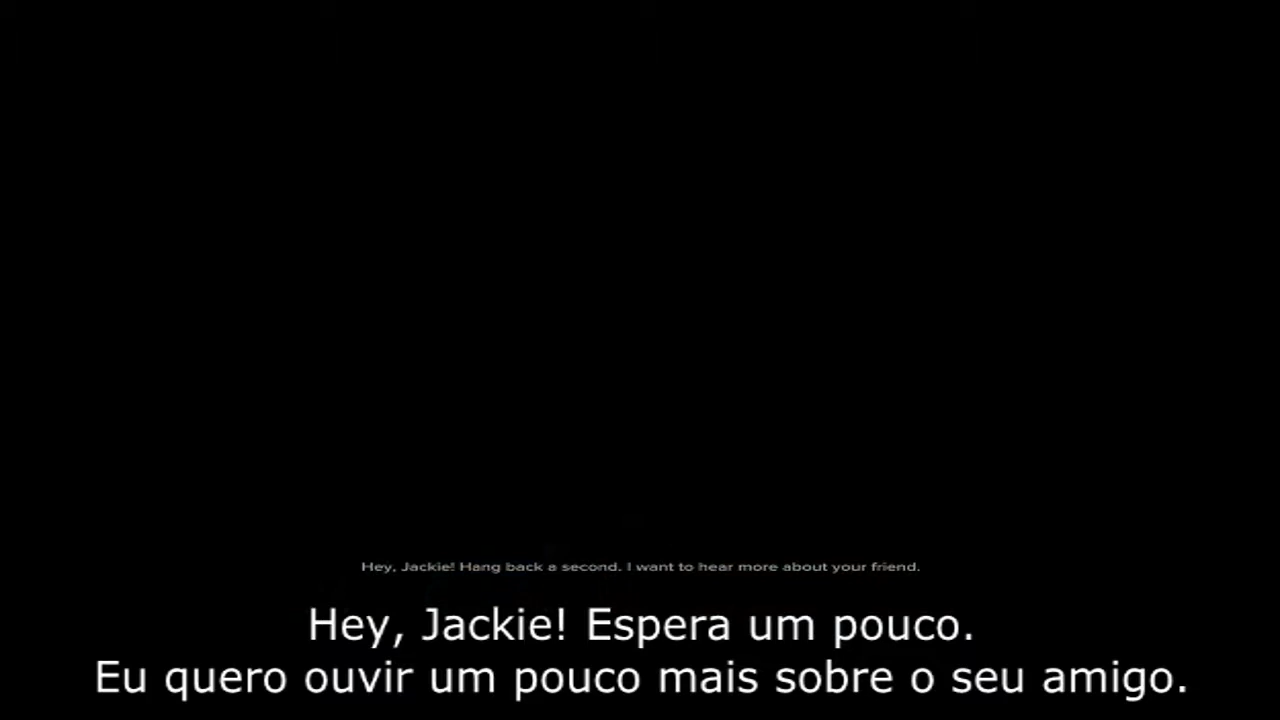 Hey, Jackie! Hang back a second. I want to hear more about your friend.
Hey, Jackie! Espera um pouco.
Eu quero ouvir um pouco mais sobre o seu amigo.